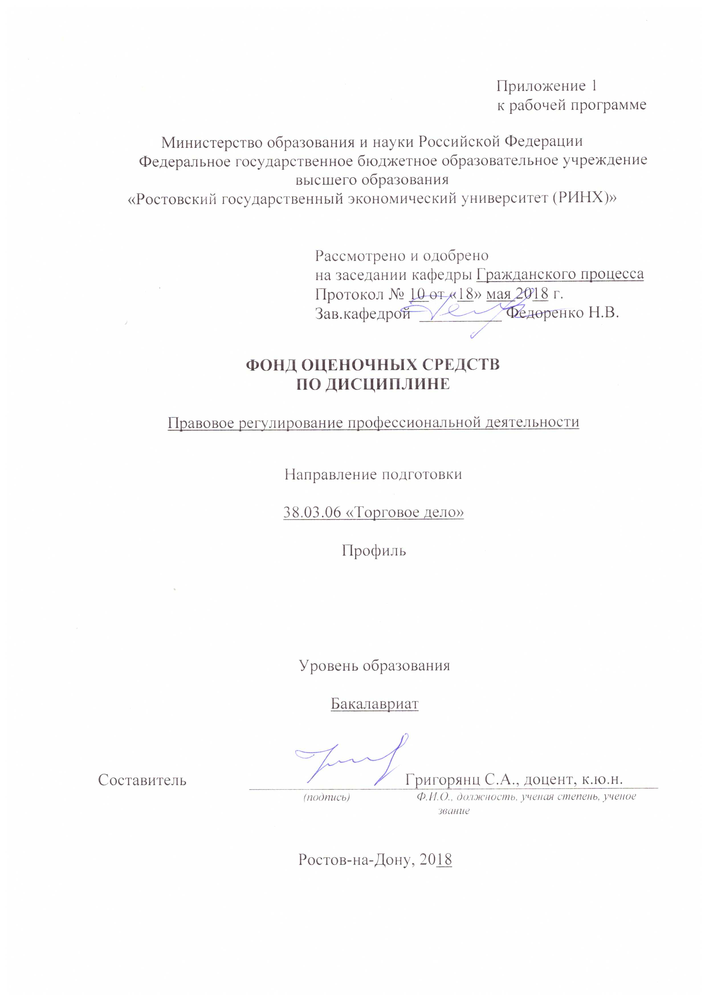 Приложение 1
к рабочей программе
Министерство образования и науки Российской Федерации
Федеральное государственное бюджетное образовательное учреждение
высшего образования
«Ростовский государственный экономический университет (РИНХ)»
Рассмотрено и одобрено
на заседании кафедры Гражданского процесса
Протокол № 10 от «18» мая 2018 г.
Зав.кафедрой __________ Федоренко Н.В.
ФОНД ОЦЕНОЧНЫХ СРЕДСТВ
ПО ДИСЦИПЛИНЕ
Правовое регулирование профессиональной деятельности
Направление подготовки
38.03.06 «Торговое дело»
Профиль
Уровень образования
Бакалавриат
Составитель Григорянц С.А., доцент, к.ю.н.
(подпись) Ф.И.О., должность, ученая степень, ученое
звание
Ростов-на-Дону, 2018